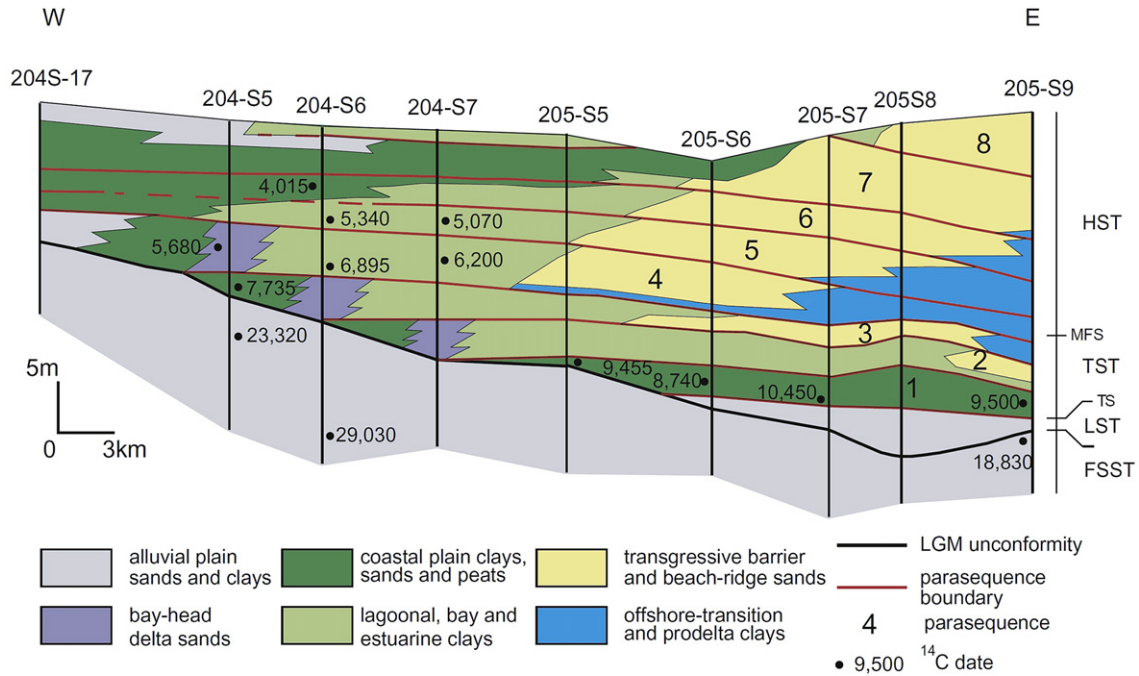 W
E
204S-17
204-S5
204-S6
204-S7
205-S5
205-S6
205-S7
205S8
205-S9
8
7
4,015
6
HST
5,340
5,070
5,680
5
6,895
6,200
4
7,735
23,320
3
MFS
2
TST
5m
9,455
8,740
10,450
1
9,500
TS
0
3km
29,030
LST
18,830
FSST
alluvial plain
sands and clays
coastal plain clays,
sands and peats
transgressive barrier
and beach-ridge sands
LGM unconformity
parasequence
boundary
bay-head
delta sands
lagoonal, bay and
estuarine clays
offshore-transition
and prodelta clays
4 parasequence
• 9,500 14C date